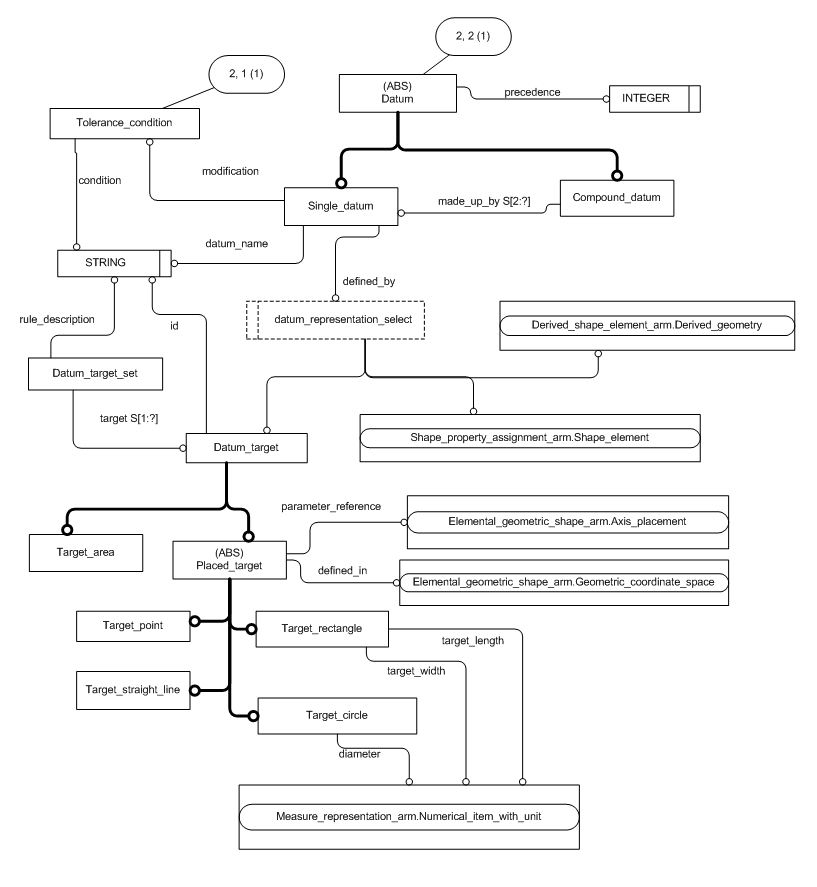 2, 2 (1)
2, 1 (1)
(ABS)
Datum
precedence
INTEGER
Tolerance_condition
modification
condition
Single_datum
made_up_by S[2:?]
Compound_datum
datum_name
STRING
defined_by
rule_description
id
datum_representation_select
Derived_shape_element_arm.Derived_geometry
Datum_target_set
target S[1:?]
Datum_target
Shape_property_assignment_arm.Shape_element
parameter_reference
Elemental_geometric_shape_arm.Axis_placement
Target_area
(ABS)
Placed_target
defined_in
Elemental_geometric_shape_arm.Geometric_coordinate_space
Target_point
Target_rectangle
target_length
target_width
Target_straight_line
Target_circle
diameter
Measure_representation_arm.Numerical_item_with_unit